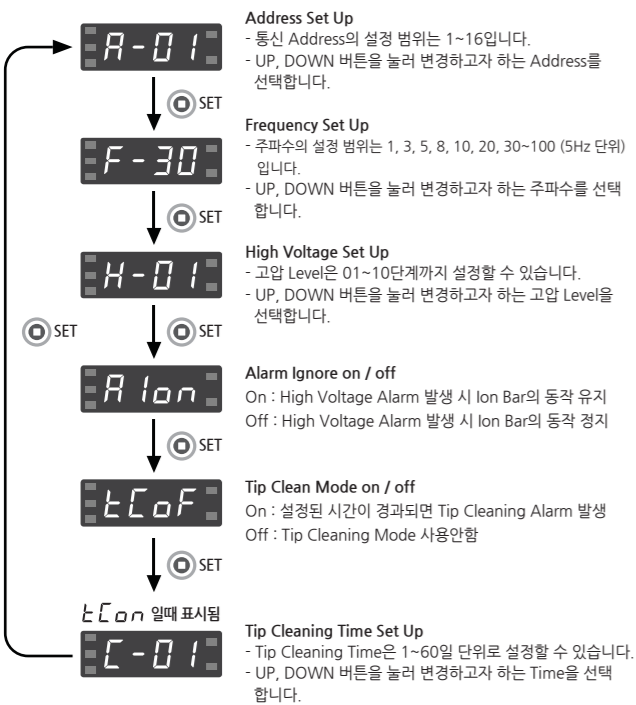 A-01
Address Set Up
- 통신 Address의 설정 범위는 1~16입니다.
- UP, DOWN 버튼을 눌러 변경하고자 하는 Address를
선택합니다.
SET
F-30
Frequency Set Up
- 주파수의 설정 범위는 1, 3, 5, 8, 10, 20, 30~100 (5Hz 단위)
입니다.
- UP, DOWN 버튼을 눌러 변경하고자 하는 주파수를 선택
합니다.
SET
H-01
High Voltage Set Up
- 고압 Level은 01~10단계까지 설정할 수 있습니다.
- UP, DOWN 버튼을 눌러 변경하고자 하는 고압 Level을
선택합니다.
SET
SET
A1on
Alarm Ignore on / off
On : High Voltage Alarm 발생 시 Ion Bar의 동작 유지
Off : High Voltage Alarm 발생 시 Ion Bar의 동작 정지
SET
tCoF
Tip Clean Mode on / off
On : 설정된 시간이 경과되면 Tip Cleaning Alarm 발생
Off : Tip Cleaning Mode 사용안함
SET
tCon 일때 표시됨
C-01
Tip Cleaning Time Set Up
- Tip Cleaning Time은 1~60일 단위로 설정할 수 있습니다.
- UP, DOWN 버튼을 눌러 변경하고자 하는 Time을 선택
합니다.